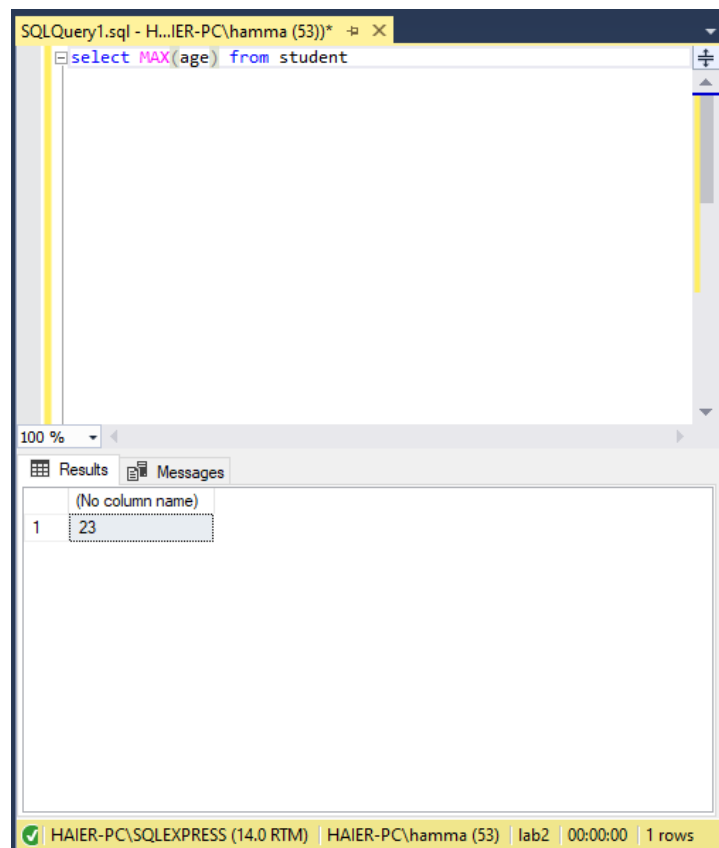 SQLQuery1.sql - H...IER-PC\hamma (53))*
select MAX(age) from student
100 %
Results Messages
(No column name)
1 23
HAIER-PC\SQLEXPRESS (14.0 RTM) HAIER-PC\hamma (53) lab2 00:00:00 1 rows